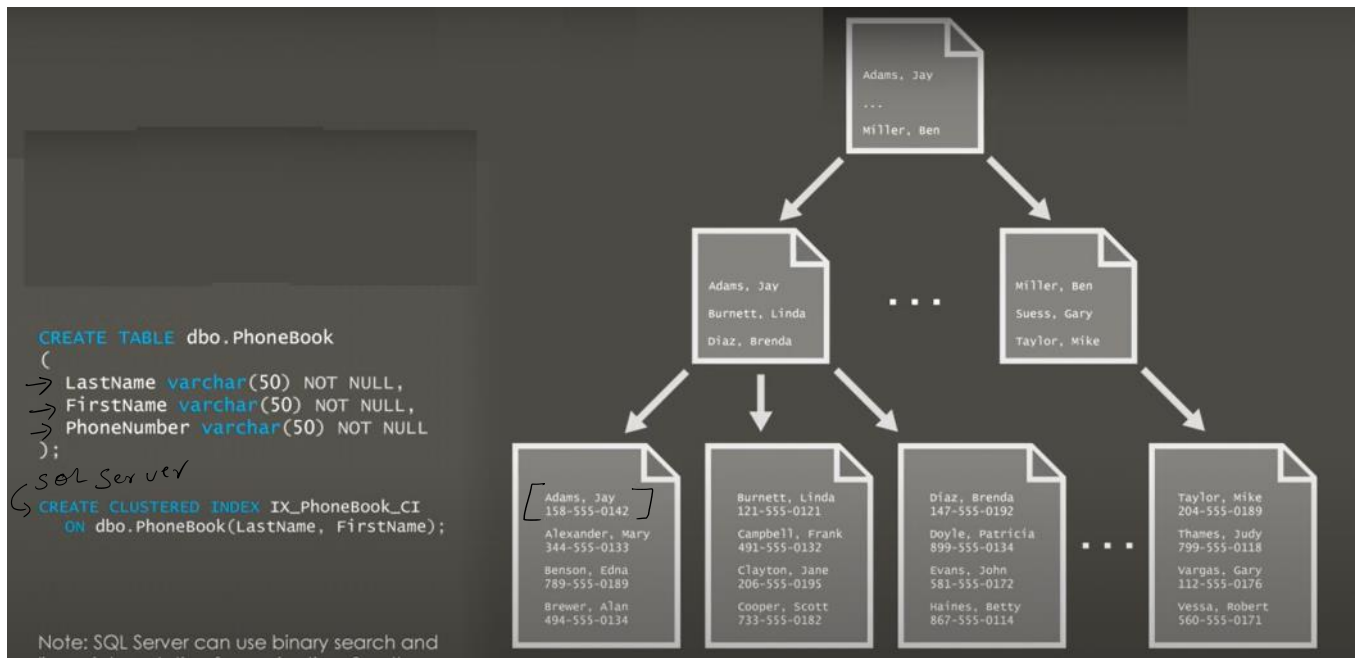 CREATE TABLE dbo.PhoneBook
(
LastName varchar(50) NOT NULL,
FirstName varchar(50) NOT NULL,
PhoneNumber varchar(50) NOT NULL
);
SQL Server
CREATE CLUSTERED INDEX IX_PhoneBook_CI
ON dbo.PhoneBook(LastName, FirstName);
Note: SQL Server can use binary search and
Adams, Jay
...
Miller, Ben
Adams, Jay
Burnett, Linda
Diaz, Brenda
...
Miller, Ben
Suess, Gary
Taylor, Mike
Adams, Jay
158-555-0142
Alexander, Mary
344-555-0133
Benson, Edna
789-555-0189
Brewer, Alan
494-555-0134
Burnett, Linda
121-555-0121
Campbell, Frank
491-555-0132
Clayton, Jane
206-555-0195
Cooper, Scott
733-555-0182
Diaz, Brenda
147-555-0192
Doyle, Patricia
899-555-0134
Evans, John
581-555-0172
Haines, Betty
867-555-0114
...
Taylor, Mike
204-555-0189
Thames, Judy
799-555-0118
Vargas, Gary
112-555-0176
Vessa, Robert
560-555-0171